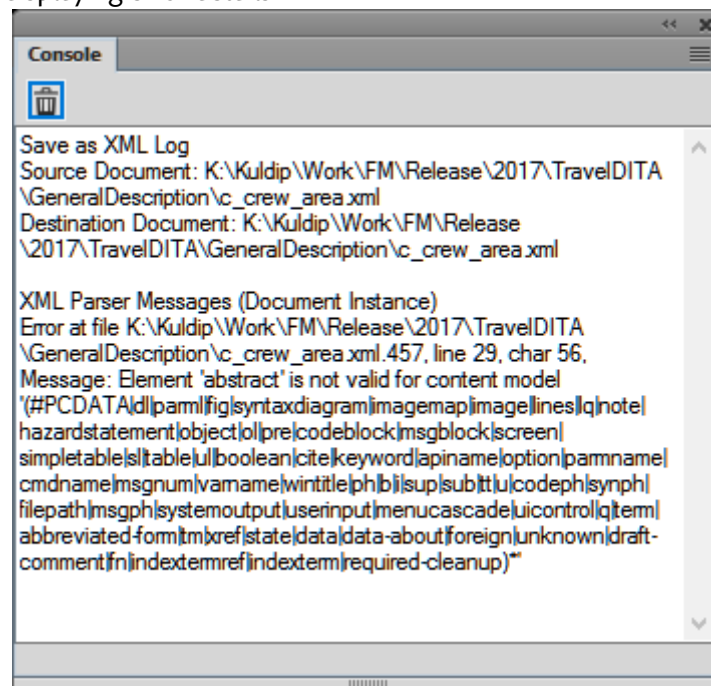 Console
Save as XML Log
Source Document: K:\Kuldip\Work\FM\Release\2017\TravelDITA
\GeneralDescription\c_crew_area.xml
Destination Document: K:\Kuldip\Work\FM\Release
\2017\TravelDITA\GeneralDescription\c_crew_area.xml
XML Parser Messages (Document Instance)
Error at file K:\Kuldip\Work\FM\Release\2017\TravelDITA
\GeneralDescription\c_crew_area.xml.457, line 29, char 56,
Message: Element 'abstract' is not valid for content model
'(#PCDATA|dl|parml|fig|syntaxdiagram|imagemap|image|lines|lq|note|
hazardstatement|object|ol|pre|codeblock|msgblock|screen|
simpletable|sl|table|ul|boolean|cite|keyword|apiname|option|parmname|
cmdname|msgnum|varname|wintitle|ph|b|i|sup|sub|tt|u|codeph|synph|
filepath|msgph|systemoutput|userinput|menucascade|uicontrol|q|term|
abbreviated-form|tm|xref|state|data|data-about|foreign|unknown|draft-
comment|fn|indextermref|indexterm|required-cleanup)*'